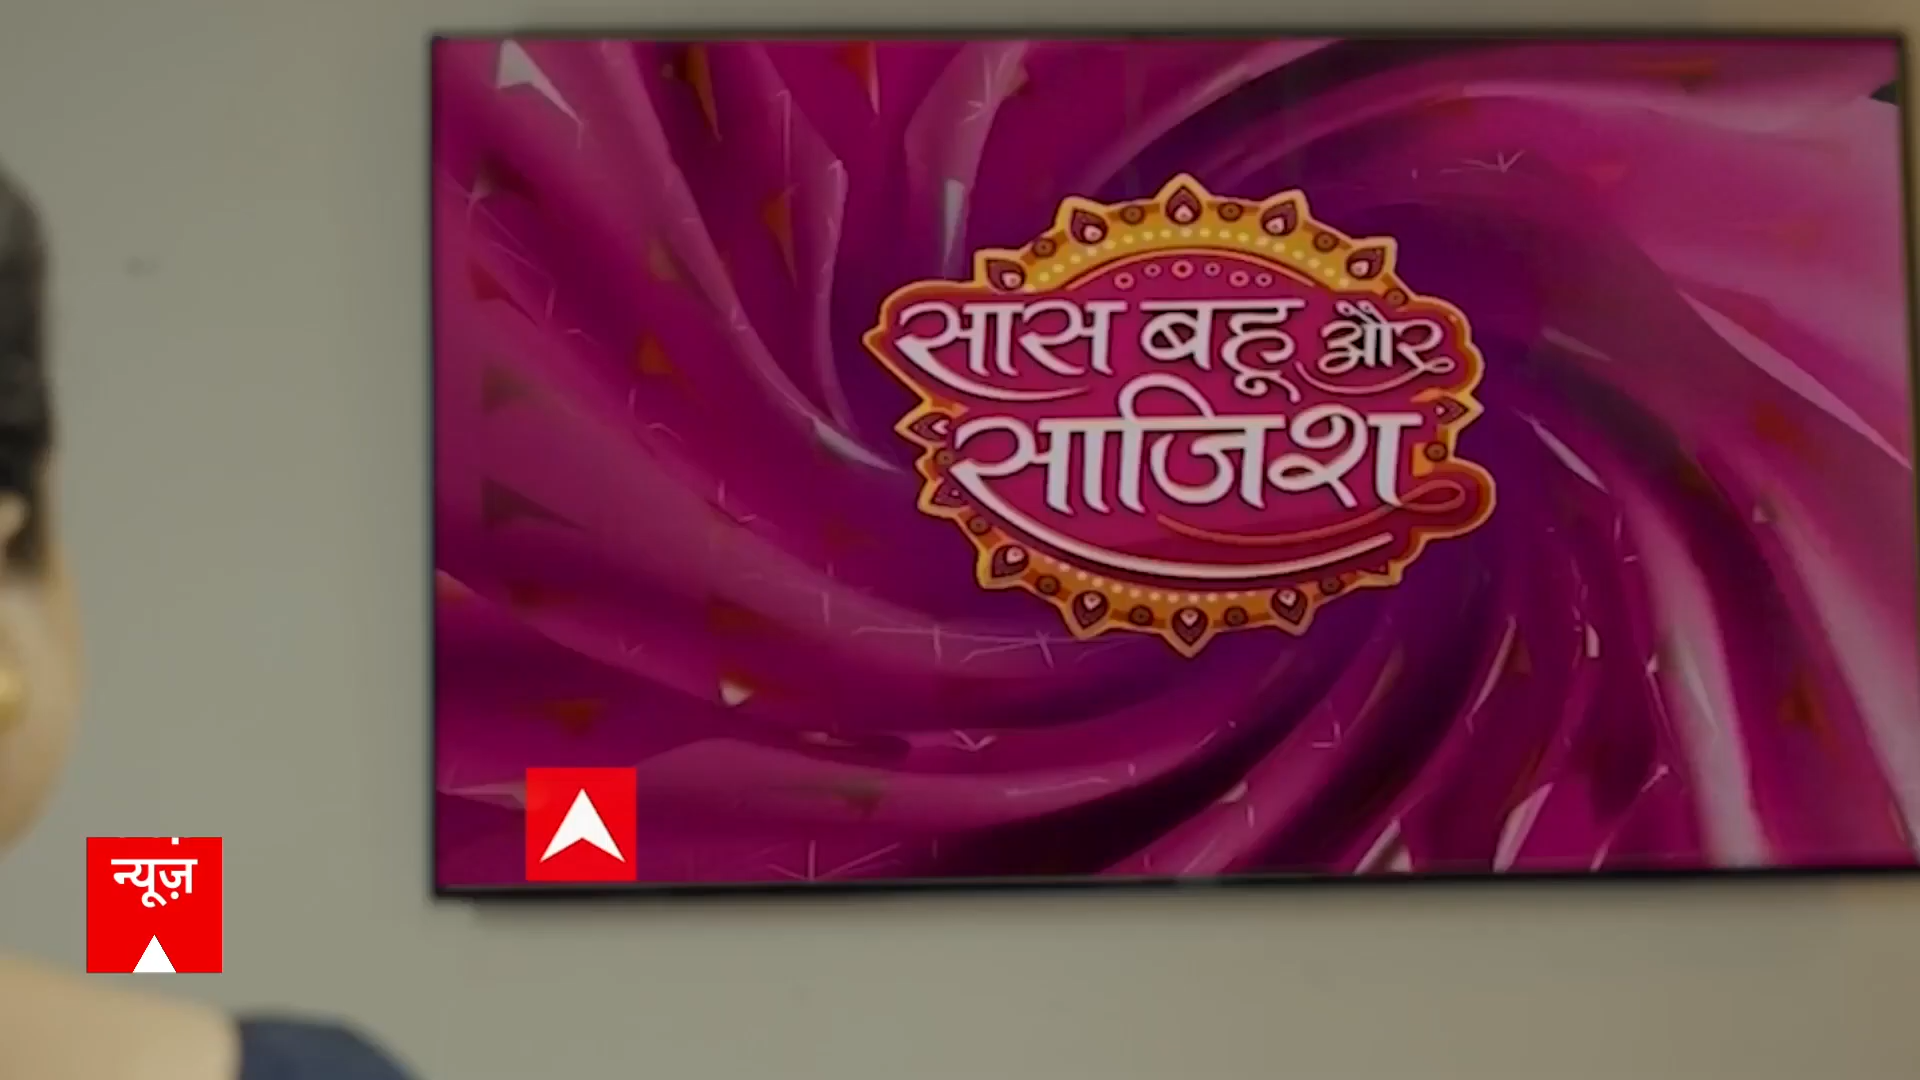 सास बहू और
साजिश
न्यूज़